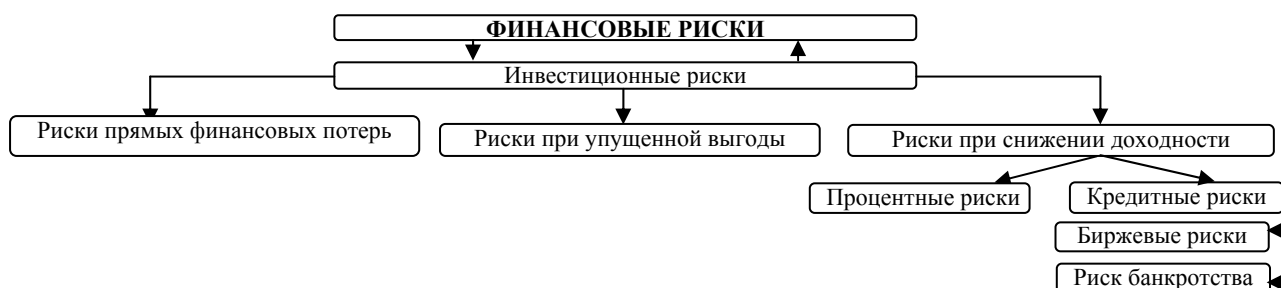 ФИНАНСОВЫЕ РИСКИ
Инвестиционные риски
Риски прямых финансовых потерь
Риски при упущенной выгоды
Риски при снижении доходности
Процентные риски
Кредитные риски
Биржевые риски
Риск банкротства